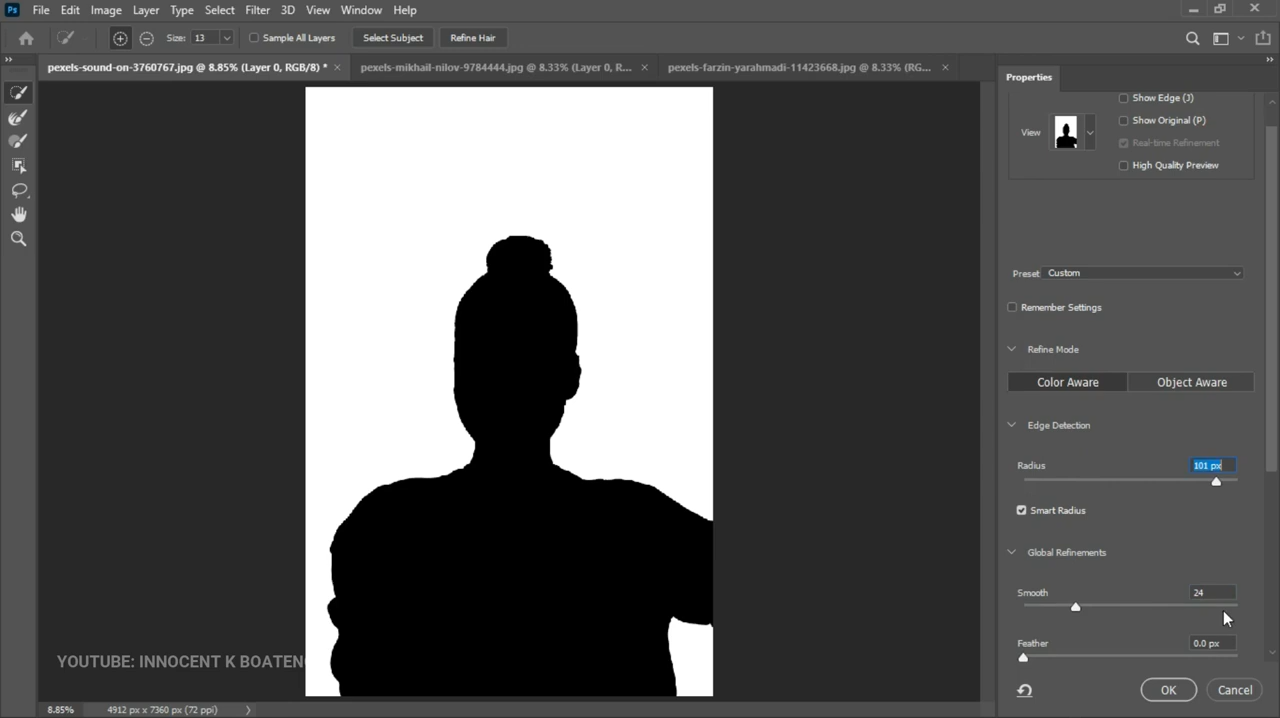 Ps File Edit Image Layer Type Select Filter 3D View Window Help
Size: 13 Sample All Layers Select Subject Refine Hair
pexels-sound-on-3760767.jpg @ 8.85% (Layer 0, RGB/8) * × pexels-mikhail-nilov-9784444.jpg @ 8.33% (Layer 0, R... × pexels-farzin-yarahmadi-11423668.jpg @ 8.33% (RG... ×
Properties
Show Edge (J)
View Show Original (P)
Real-time Refinement
High Quality Preview
Preset: Custom
Remember Settings
Refine Mode
Color Aware Object Aware
Edge Detection
Radius 101 px
Smart Radius
Global Refinements
Smooth 24
Feather 0.0 px
YOUTUBE: INNOCENT K BOATENG
OK Cancel
8.85% 4912 px x 7360 px (72 ppi)